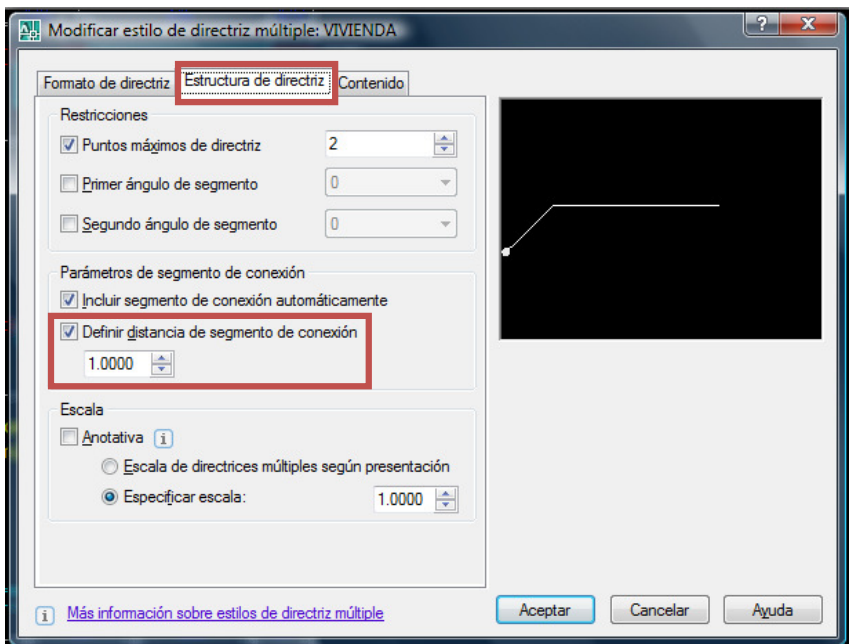 Modificar estilo de directriz múltiple: VIVIENDA
Formato de directriz Estructura de directriz Contenido
Restricciones
Puntos máximos de directriz 2
Primer ángulo de segmento 0
Segundo ángulo de segmento 0
Parámetros de segmento de conexión
Incluir segmento de conexión automáticamente
Definir distancia de segmento de conexión
1.0000
Escala
Anotativa i
Escala de directrices múltiples según presentación
Especificar escala: 1.0000
i Más información sobre estilos de directriz múltiple
Aceptar Cancelar Ayuda